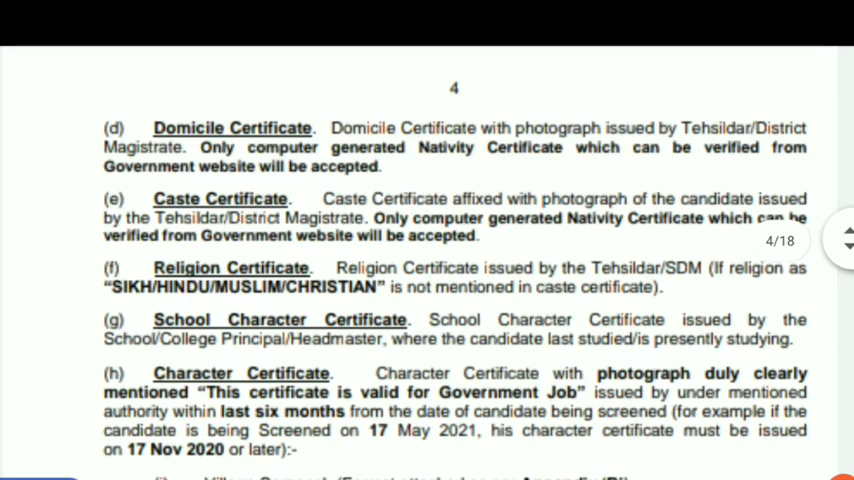 4
(d) Domicile Certificate. Domicile Certificate with photograph issued by Tehsildar/District
Magistrate. Only computer generated Nativity Certificate which can be verified from
Government website will be accepted.
(e) Caste Certificate. Caste Certificate affixed with photograph of the candidate issued
by the Tehsildar/District Magistrate. Only computer generated Nativity Certificate which can be
verified from Government website will be accepted.
4/18
(f) Religion Certificate. Religion Certificate issued by the Tehsildar/SDM (If religion as
“SIKH/HINDU/MUSLIM/CHRISTIAN” is not mentioned in caste certificate).
(g) School Character Certificate. School Character Certificate issued by the
School/College Principal/Headmaster, where the candidate last studied/is presently studying.
(h) Character Certificate. Character Certificate with photograph duly clearly
mentioned “This certificate is valid for Government Job” issued by under mentioned
authority within last six months from the date of candidate being screened (for example if the
candidate is being Screened on 17 May 2021, his character certificate must be issued
on 17 Nov 2020 or later):-